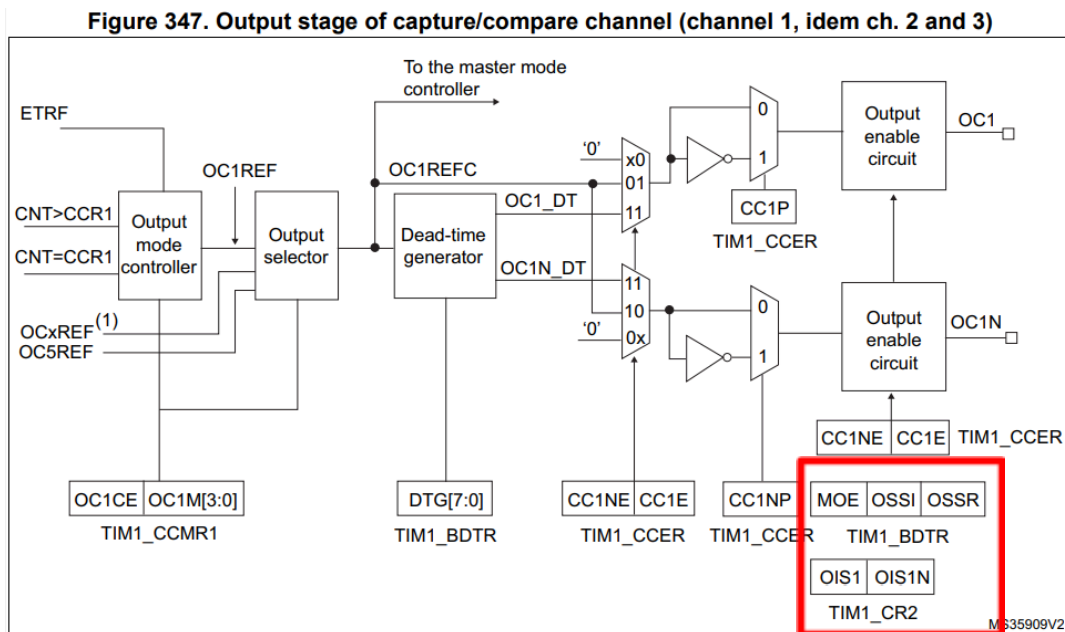 Figure 347. Output stage of capture/compare channel (channel 1, idem ch. 2 and 3)
To the master mode
controller
ETRF
OC1REF
CNT>CCR1
CNT=CCR1
Output
mode
controller
OCxREF(1)
OC5REF
Output
selector
OC1REFC
Dead-time
generator
OC1_DT
OC1N_DT
'0'
x0
01
11
11
10
'0'
0x
0
1
CC1P
TIM1_CCER
0
1
Output
enable
circuit
OC1
Output
enable
circuit
OC1N
CC1NE CC1E TIM1_CCER
OC1CE OC1M[3:0]
TIM1_CCMR1
DTG[7:0]
TIM1_BDTR
CC1NE CC1E
TIM1_CCER
CC1NP
TIM1_CCER
MOE OSSI OSSR
TIM1_BDTR
OIS1 OIS1N
TIM1_CR2
MS35909V2